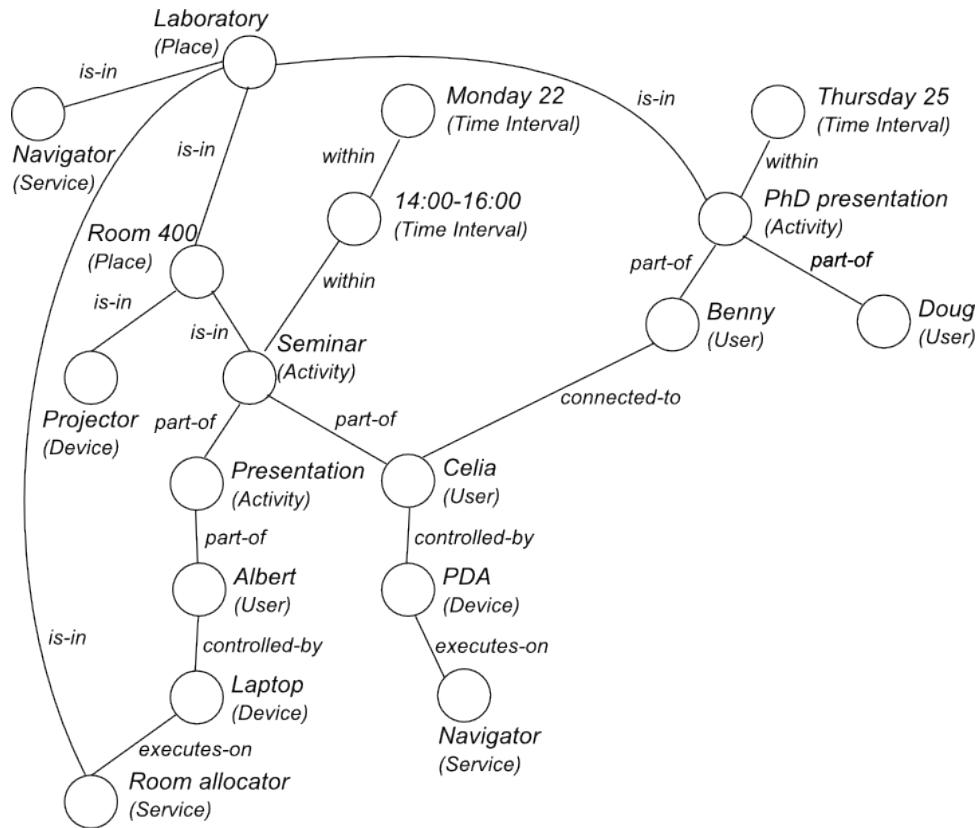 Laboratory
(Place)
is-in
Navigator
(Service)
is-in
is-in
Monday 22
(Time Interval)
within
14:00-16:00
(Time Interval)
within
Thursday 25
(Time Interval)
within
PhD presentation
(Activity)
part-of
part-of
Benny
(User)
Doug
(User)
Room 400
(Place)
is-in
is-in
Seminar
(Activity)
Projector
(Device)
part-of
part-of
connected-to
Presentation
(Activity)
Celia
(User)
part-of
controlled-by
Albert
(User)
PDA
(Device)
is-in
controlled-by
executes-on
Laptop
(Device)
Navigator
(Service)
executes-on
Room allocator
(Service)